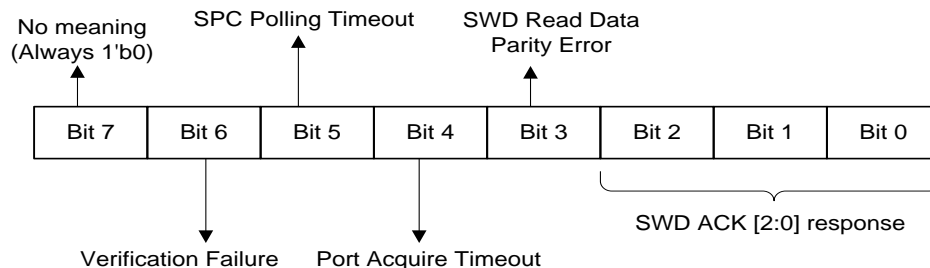 No meaning
(Always 1'b0)
SPC Polling Timeout
SWD Read Data
Parity Error
Bit 7
Bit 6
Bit 5
Bit 4
Bit 3
Bit 2
Bit 1
Bit 0
Verification Failure
Port Acquire Timeout
SWD ACK [2:0] response